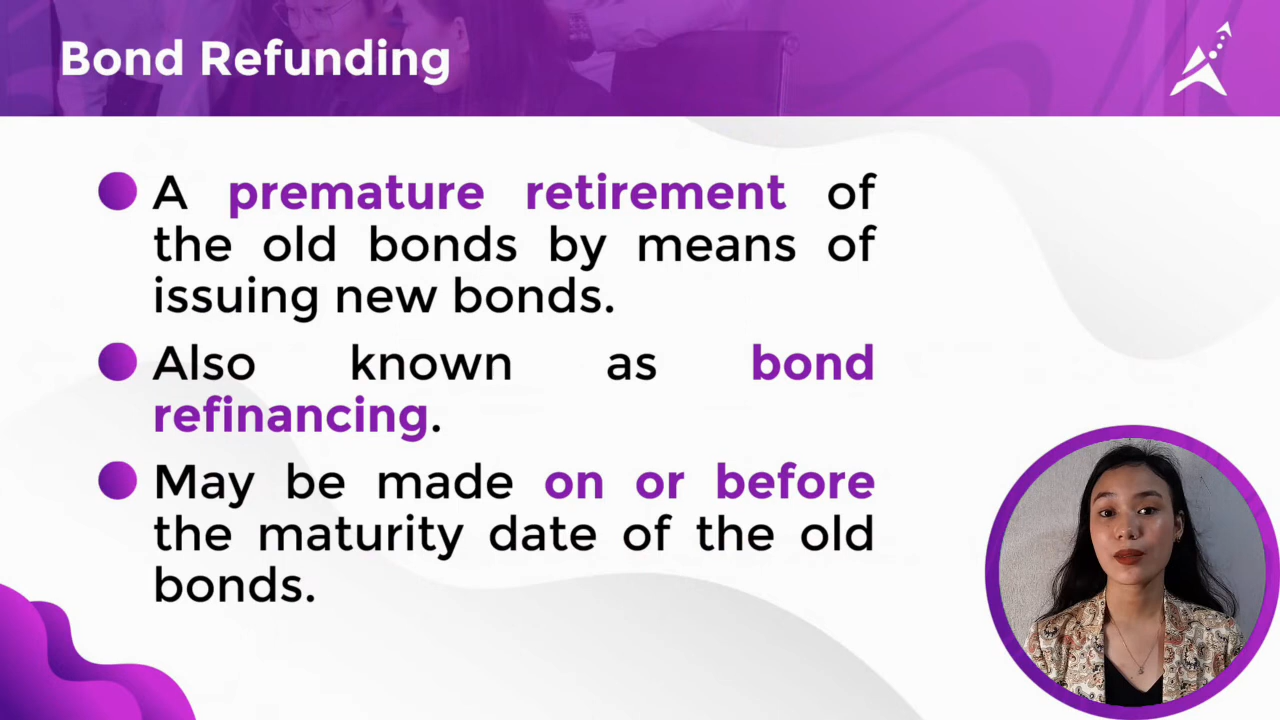 Bond Refunding
A premature retirement of
the old bonds by means of
issuing new bonds.
Also known as bond
refinancing.
May be made on or before
the maturity date of the old
bonds.